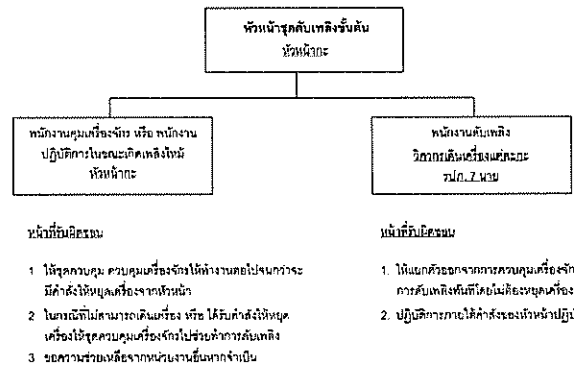 หัวหน้าชุดดับเพลิงขั้นต้น
หัวหน้ากะ
พนักงานคุมเครื่องจักร หรือ พนักงาน
ปฏิบัติการในขณะเกิดเพลิงไหม้
หัวหน้ากะ
พนักงานดับเพลิง
วิศวกรเดินเครื่องแต่ละกะ
รปภ. 7 นาย
หน้าที่รับผิดชอบ
1 ให้ชุดควบคุม ควบคุมเครื่องจักรให้ทำงานต่อไปจนกว่าจะ
มีคำสั่งให้หยุดเครื่องจากหัวหน้า
2 ในกรณีที่ไม่สามารถเดินเครื่อง หรือ ได้รับคำสั่งให้หยุด
เครื่องให้ชุดควบคุมเครื่องจักรไปช่วยทำการดับเพลิง
3 ขอความช่วยเหลือจากหน่วยงานอื่นหากจำเป็น
หน้าที่รับผิดชอบ
1. ให้แยกตัวออกจากการควบคุมเครื่องจัก
การดับเพลิงทันทีโดยไม่ต้องหยุดเครื่อง
2. ปฏิบัติการภายใต้คำสั่งของหัวหน้าปฏิบั